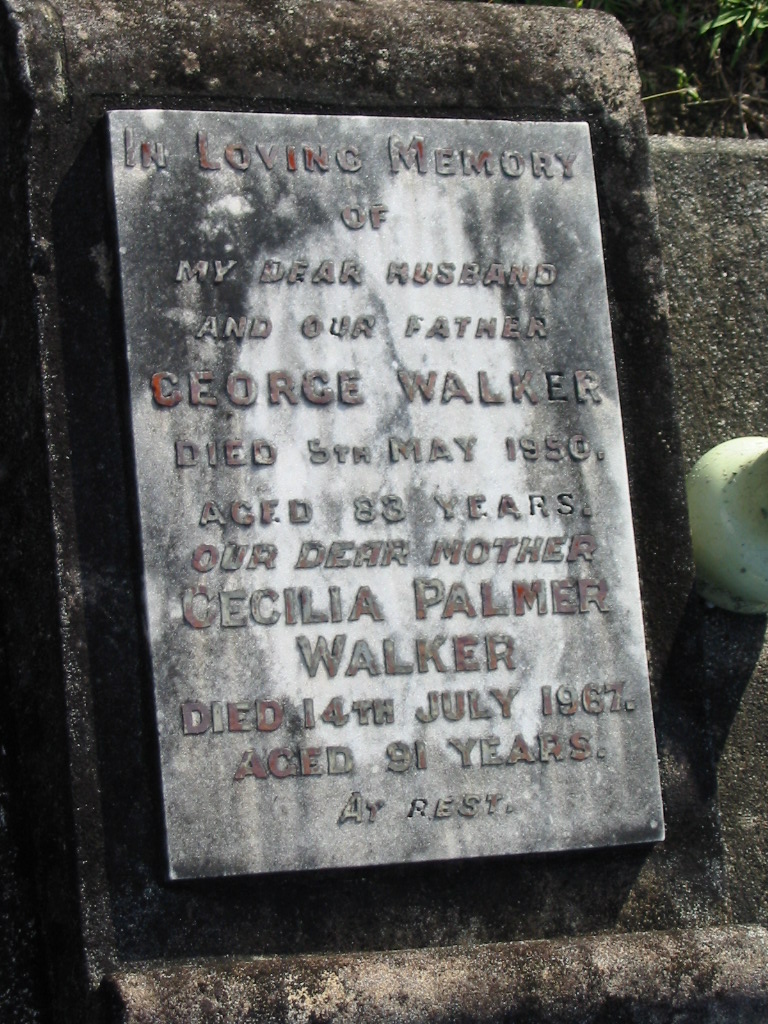 IN LOVING MEMORY
OF
MY DEAR HUSBAND
AND OUR FATHER
GEORGE WALKER
DIED 5TH MAY 1950.
AGED 83 YEARS.
OUR DEAR MOTHER
CECILIA PALMER
WALKER
DIED 14TH JULY 1967.
AGED 91 YEARS.
AT REST.